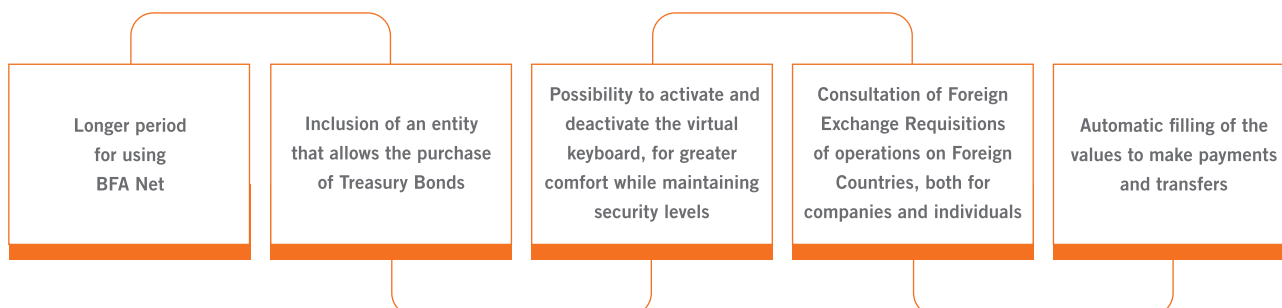 Longer period
for using
BFA Net
Inclusion of an entity
that allows the purchase
of Treasury Bonds
Possibility to activate and
deactivate the virtual
keyboard, for greater
comfort while maintaining
security levels
Consultation of Foreign
Exchange Requisitions
of operations on Foreign
Countries, both for
companies and individuals
Automatic filling of the
values to make payments
and transfers